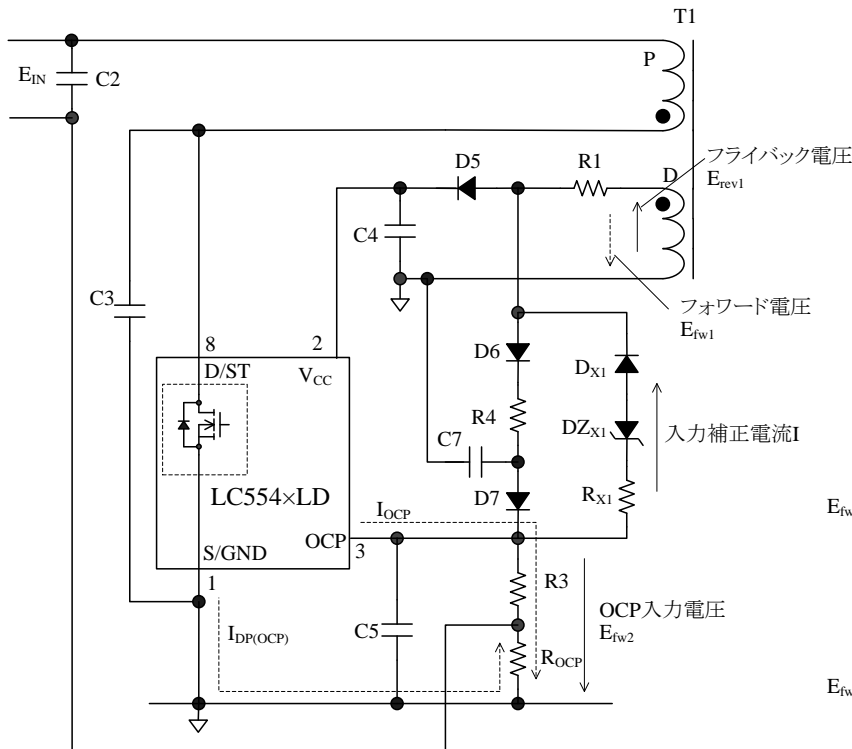 T1
P
E_IN
C2
D5
R1
D
フライバック電圧
E_rev1
C4
C3
フォワード電圧
E_fw1
8
2
D/ST
V_CC
D6
D_X1
R4
DZ_X1
入力補正電流I
C7
LC554×LD
D7
R_X1
I_OCP
E_fw
OCP
3
S/GND
1
R3
OCP入力電圧
E_fw2
I_DP(OCP)
C5
R_OCP
E_fw